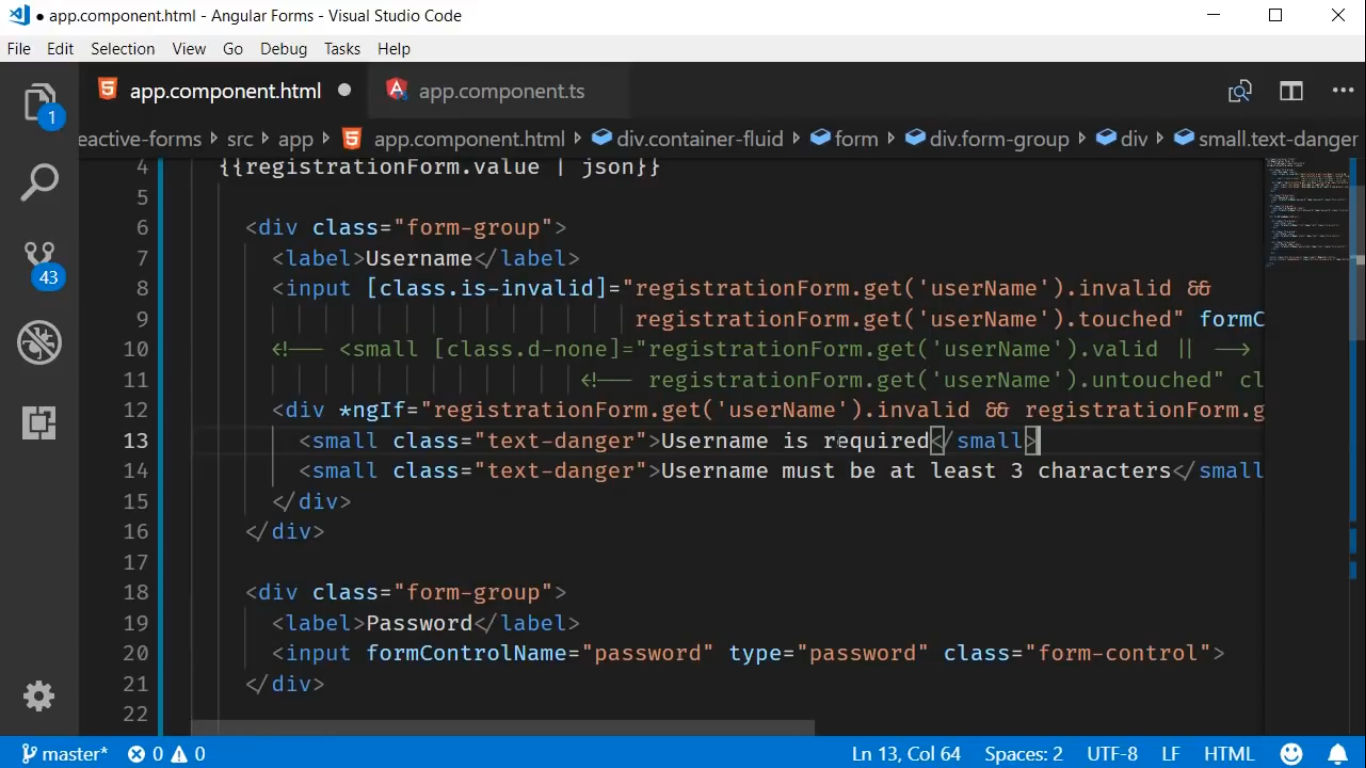 app.component.html - Angular Forms - Visual Studio Code
File Edit Selection View Go Debug Tasks Help
1
app.component.html
app.component.ts
eactive-forms > src > app > app.component.html > div.container-fluid > form > div.form-group > div > small.text-danger
4 {{registrationForm.value | json}}
5
6 <div class="form-group">
7 <label>Username</label>
8 <input [class.is-invalid]="registrationForm.get('userName').invalid &&
9 registrationForm.get('userName').touched" formC
10 <!-- <small [class.d-none]="registrationForm.get('userName').valid || -->
11 <!-- registrationForm.get('userName').untouched" cl
12 <div *ngIf="registrationForm.get('userName').invalid && registrationForm.g
13 <small class="text-danger">Username is required</small>
14 <small class="text-danger">Username must be at least 3 characters</small
15 </div>
16 </div>
17
18 <div class="form-group">
19 <label>Password</label>
20 <input formControlName="password" type="password" class="form-control">
21 </div>
22
43
master* 0 0 Ln 13, Col 64 Spaces: 2 UTF-8 LF HTML